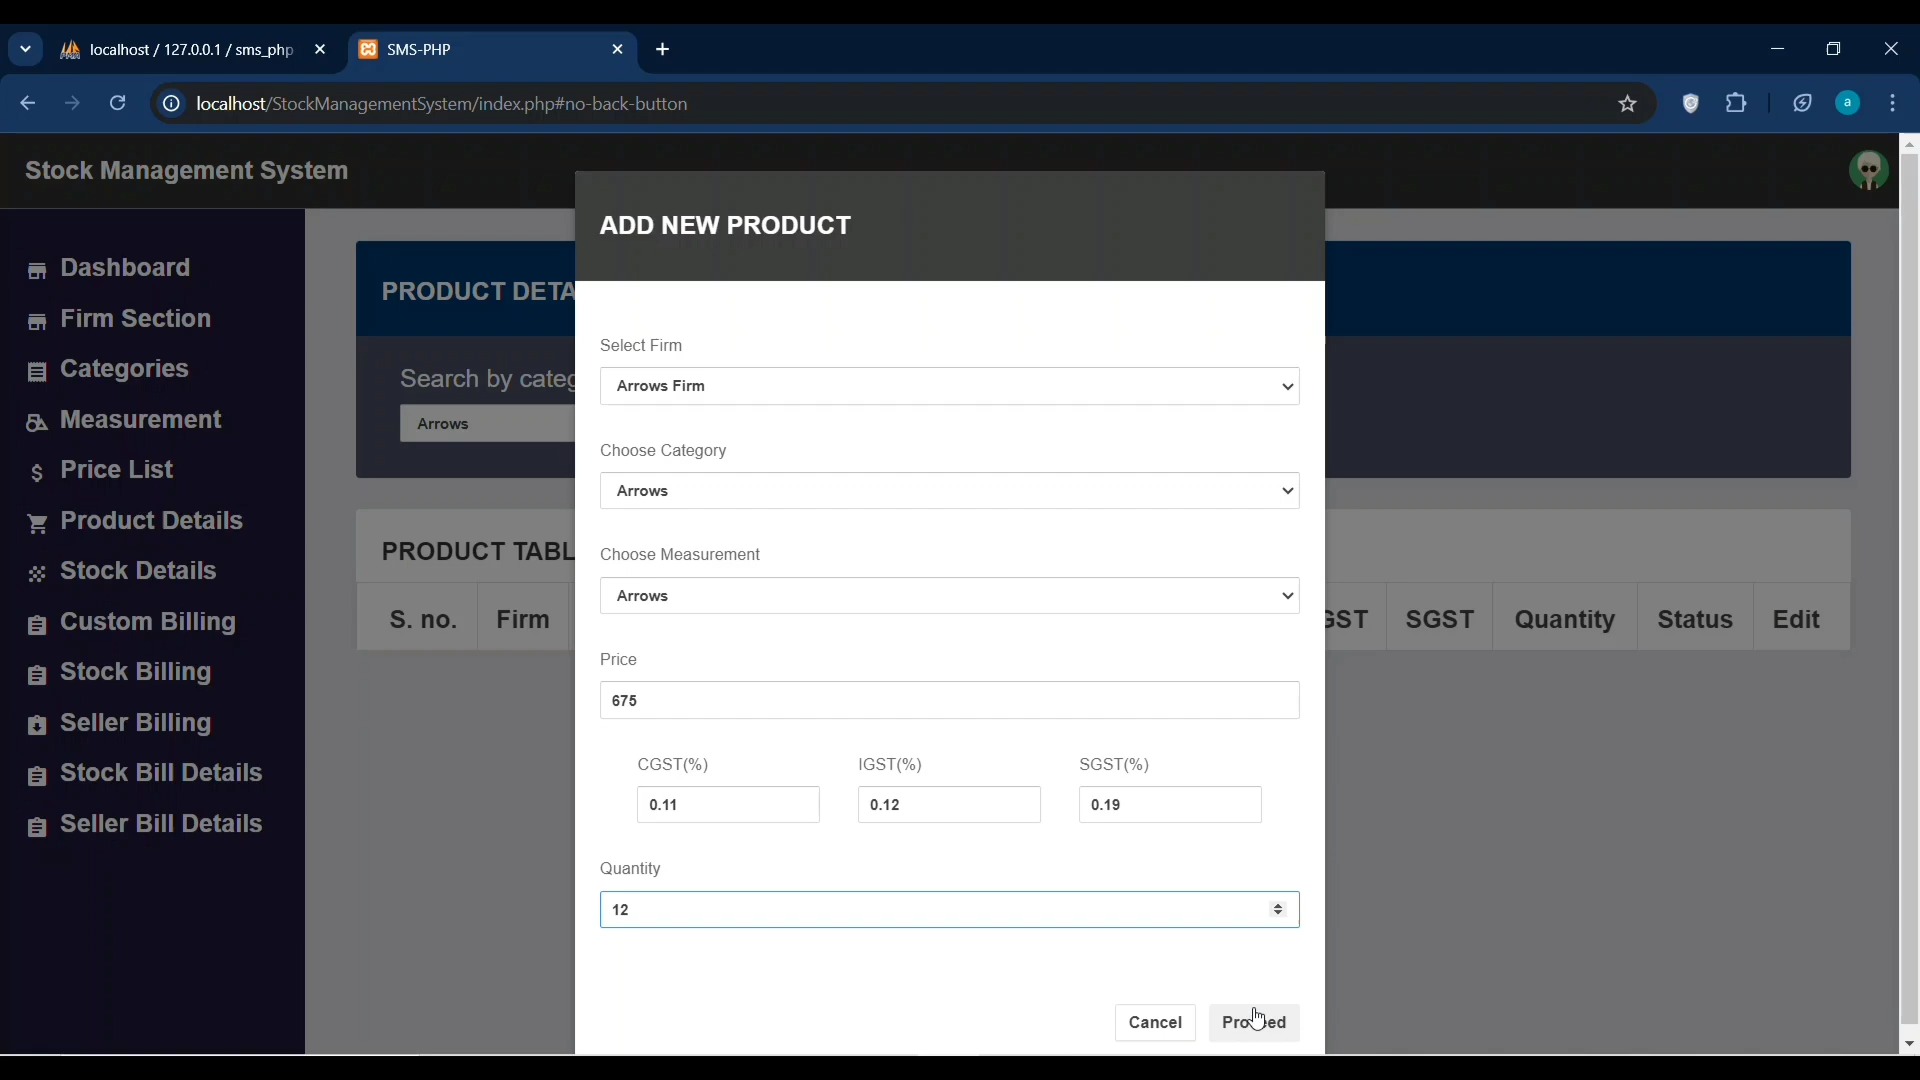 localhost / 127.0.0.1 / sms_php
SMS-PHP
localhost/StockManagementSystem/index.php#no-back-button
a
Stock Management System
Dashboard
Firm Section
Categories
Measurement
Price List
Product Details
Stock Details
Custom Billing
Stock Billing
Seller Billing
Stock Bill Details
Seller Bill Details
PRODUCT DETA
Search by categ
Arrows
PRODUCT TABL
S. no. Firm GST SGST Quantity Status Edit
ADD NEW PRODUCT
Select Firm
Arrows Firm
Choose Category
Arrows
Choose Measurement
Arrows
Price
675
CGST(%) IGST(%) SGST(%)
0.11 0.12 0.19
Quantity
12
Cancel Proceed